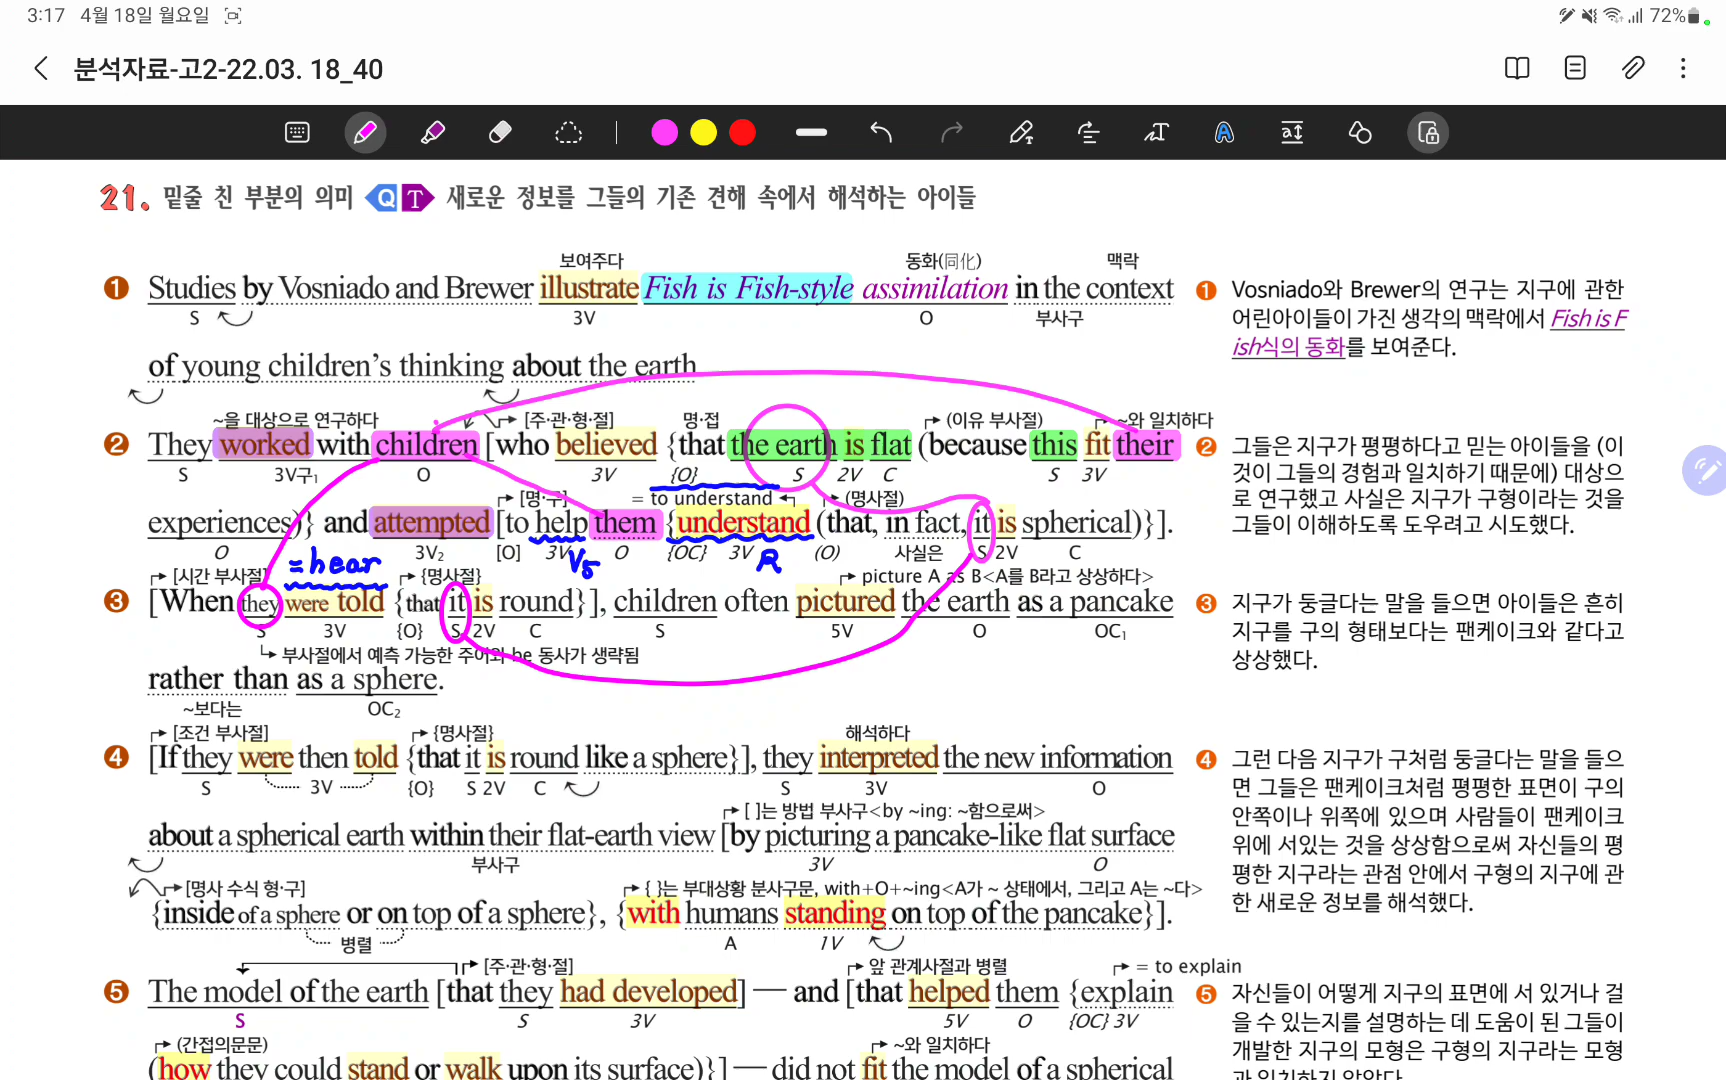 3:17 4월 18일 월요일
72%
분석자료-고2-22.03. 18_40
21. 밑줄 친 부분의 의미 Q T 새로운 정보를 그들의 기존 견해 속에서 해석하는 아이들
보여주다 동화(同化) 맥락
❶ Studies by Vosniado and Brewer illustrate Fish is Fish-style assimilation in the context
S 3V O 부사구
of young children's thinking about the earth
~을 대상으로 연구하다 [주·관·형·절] 명·접 (이유 부사절) ~와 일치하다
❷ They worked with children [who believed {that the earth is flat (because this fit their
S 3V구1 O 3V {O} S 2V C S 3V
[명·구] = to understand (명사절)
experiences)} and attempted [to help them {understand (that, in fact, it is spherical)}].
O 3V2 [O] 3V V5 O {OC} 3V R (O) 사실은 S 2V C
= hear
[시간 부사절] {명사절} picture A as B<A를 B라고 상상하다>
❸ [When they were told {that it is round}], children often pictured the earth as a pancake
S 3V {O} S 2V C S 5V O OC1
부사절에서 예측 가능한 주어와 be 동사가 생략됨
rather than as a sphere.
~보다는 OC2
[조건 부사절] {명사절} 해석하다
❹ [If they were then told {that it is round like a sphere}], they interpreted the new information
S 3V {O} S 2V C S 3V O
[ ]는 방법 부사구<by ~ing: ~함으로써>
about a spherical earth within their flat-earth view [by picturing a pancake-like flat surface
부사구 3V O
[명사 수식 형·구] { }는 부대상황 분사구문, with+O+~ing<A가 ~ 상태에서, 그리고 A는 ~다>
{inside of a sphere or on top of a sphere}, {with humans standing on top of the pancake}].
병렬 A 1V
[주·관·형·절] 앞 관계사절과 병렬 = to explain
❺ The model of the earth [that they had developed] — and [that helped them {explain
S S 3V 5V O {OC} 3V
(간접의문문) ~와 일치하다
(how they could stand or walk upon its surface)}] — did not fit the model of a spherical
❶ Vosniado와 Brewer의 연구는 지구에 관한
어린아이들이 가진 생각의 맥락에서 Fish is F
ish식의 동화를 보여준다.
❷ 그들은 지구가 평평하다고 믿는 아이들을 (이
것이 그들의 경험과 일치하기 때문에) 대상으
로 연구했고 사실은 지구가 구형이라는 것을
그들이 이해하도록 도우려고 시도했다.
❸ 지구가 둥글다는 말을 들으면 아이들은 흔히
지구를 구의 형태보다는 팬케이크와 같다고
상상했다.
❹ 그런 다음 지구가 구처럼 둥글다는 말을 들으
면 그들은 팬케이크처럼 평평한 표면이 구의
안쪽이나 위쪽에 있으며 사람들이 팬케이크
위에 서있는 것을 상상함으로써 자신들의 평
평한 지구라는 관점 안에서 구형의 지구에 관
한 새로운 정보를 해석했다.
❺ 자신들이 어떻게 지구의 표면에 서 있거나 걸
을 수 있는지를 설명하는 데 도움이 된 그들이
개발한 지구의 모형은 구형의 지구라는 모형
과 일치하지 않았다.